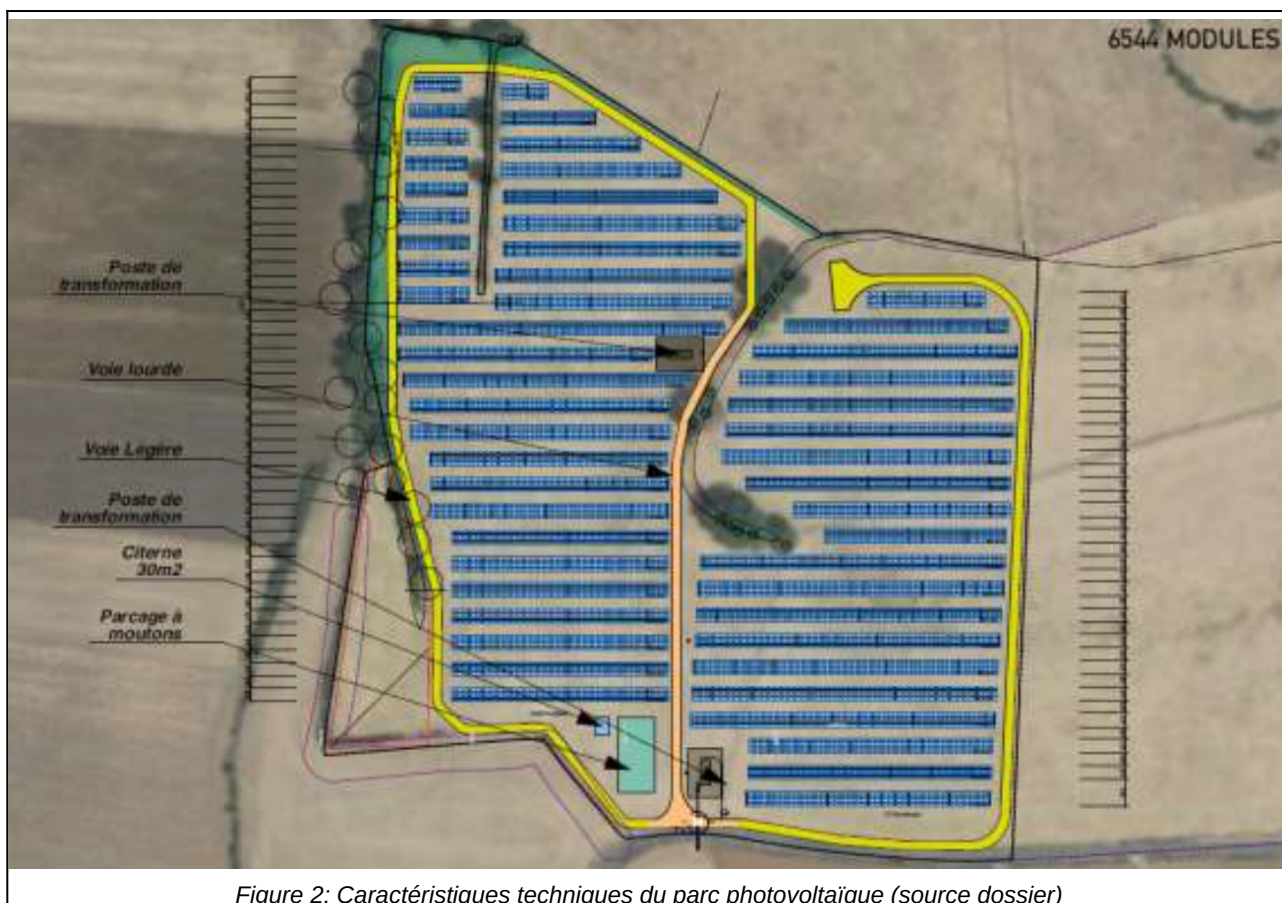 6544 MODULES
Poste de
transformation
Voie lourde
Voie Légère
Poste de
transformation
Citerne
30m2
Parcage à
moutons
Figure 2: Caractéristiques techniques du parc photovoltaïque (source dossier)